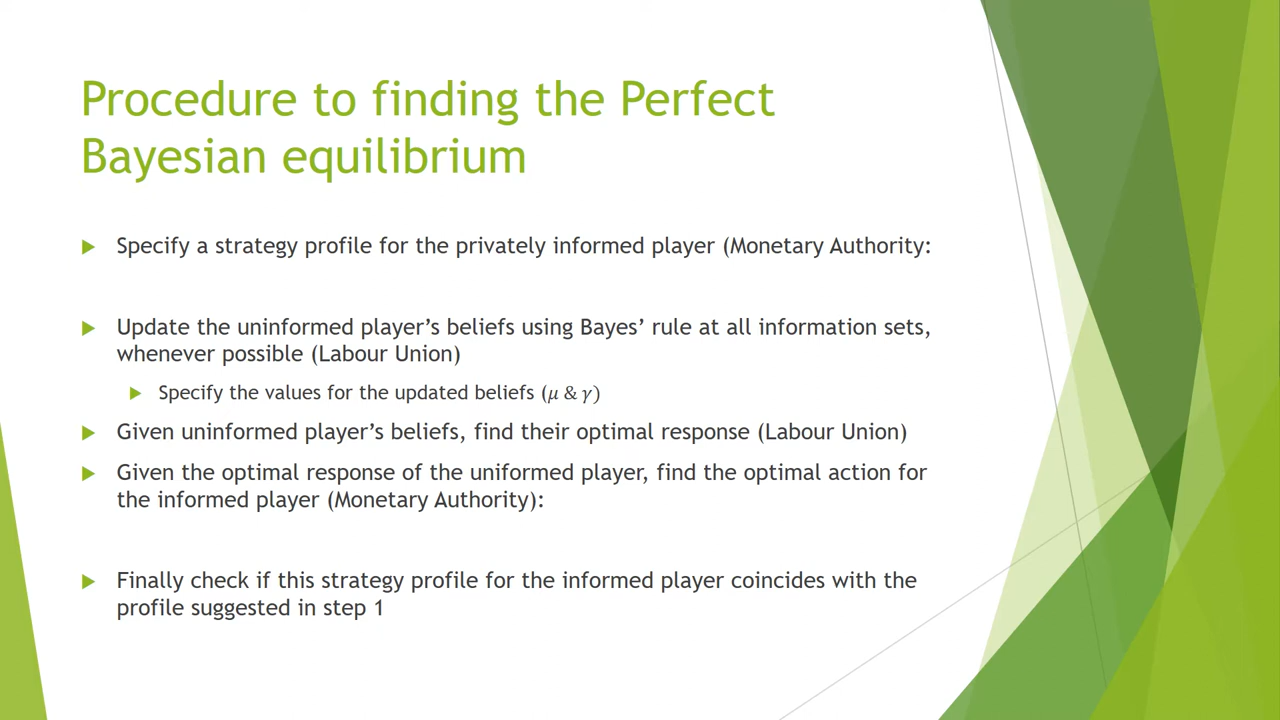 Procedure to finding the Perfect
Bayesian equilibrium
Specify a strategy profile for the privately informed player (Monetary Authority:
Update the uninformed player’s beliefs using Bayes’ rule at all information sets,
whenever possible (Labour Union)
Specify the values for the updated beliefs (𝜇 & 𝛾)
Given uninformed player’s beliefs, find their optimal response (Labour Union)
Given the optimal response of the uniformed player, find the optimal action for
the informed player (Monetary Authority):
Finally check if this strategy profile for the informed player coincides with the
profile suggested in step 1